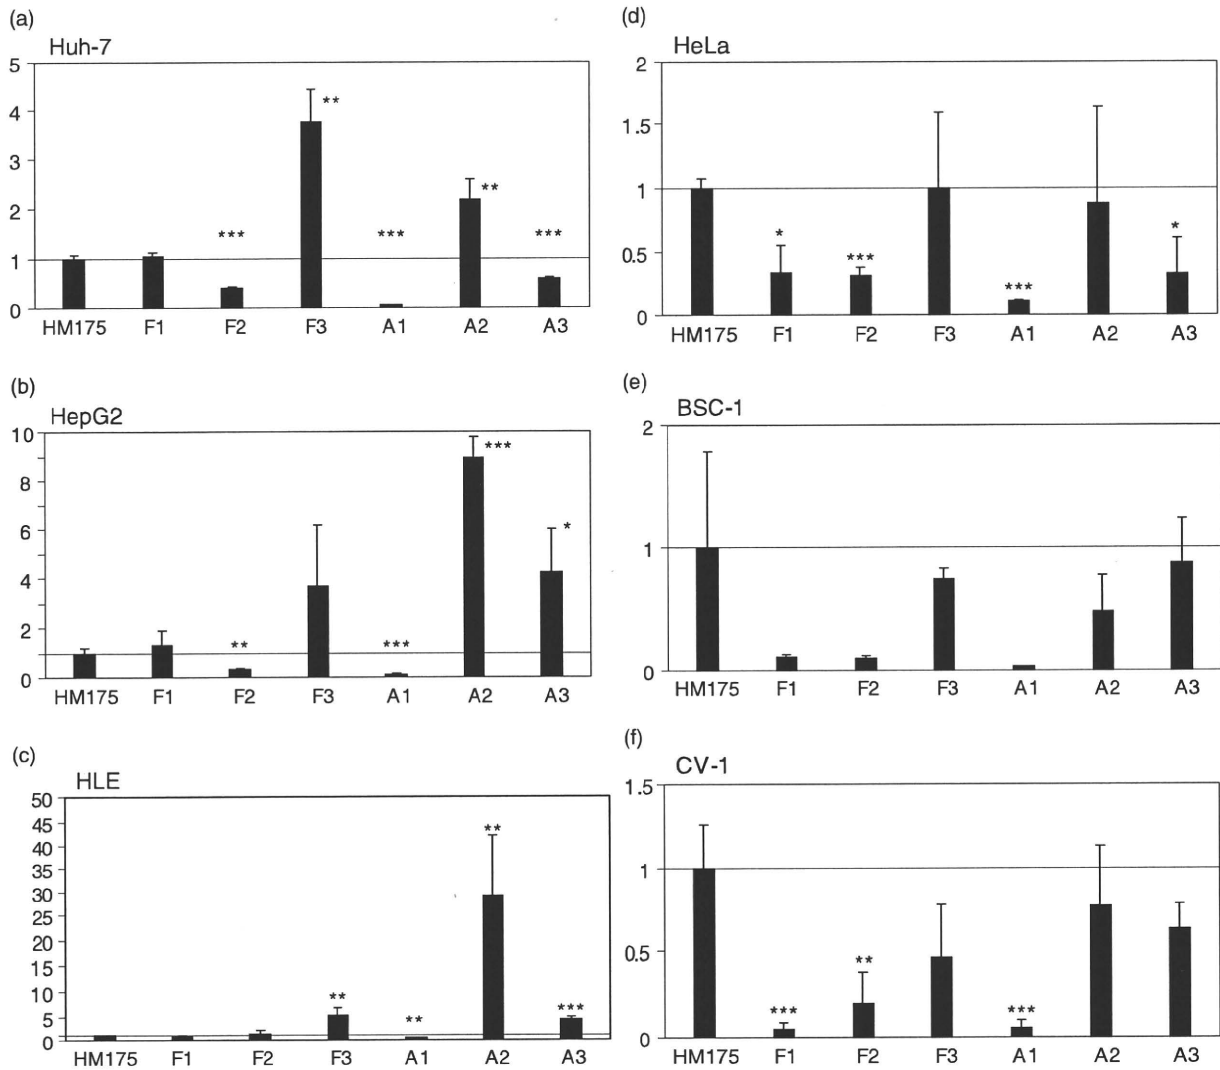 (a)
Huh-7
5
4
3
2
1
0
**
**
*** *** ***
HM175 F1 F2 F3 A1 A2 A3
(b)
HepG2
10
8
6
4
2
0
***
*
** ***
HM175 F1 F2 F3 A1 A2 A3
(c)
HLE
50
45
40
35
30
25
20
15
10
5
0
**
** ** ***
HM175 F1 F2 F3 A1 A2 A3
(d)
HeLa
2
1.5
1
0.5
0
* *** *** *
HM175 F1 F2 F3 A1 A2 A3
(e)
BSC-1
2
1
0
HM175 F1 F2 F3 A1 A2 A3
(f)
CV-1
1.5
1
0.5
0
*** ** ***
HM175 F1 F2 F3 A1 A2 A3